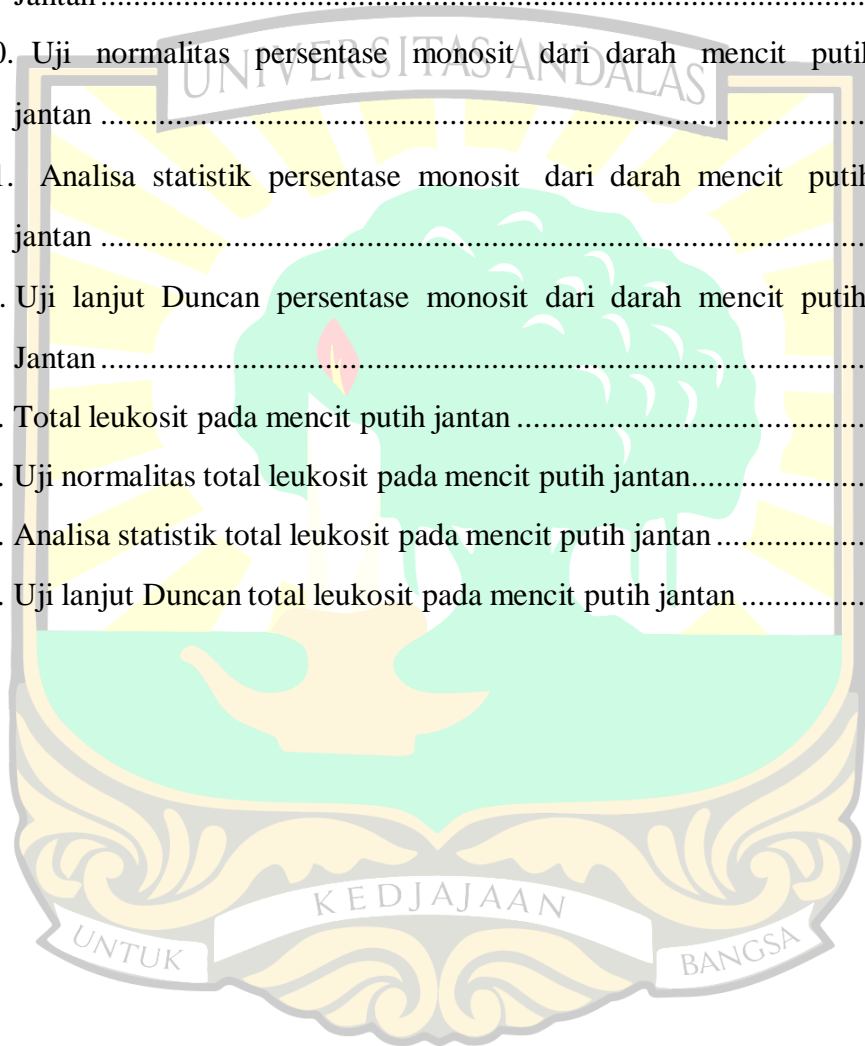 Jantan ............................................................
0. Uji normalitas persentase monosit dari darah mencit putih
jantan ............................................................
1. Analisa statistik persentase monosit dari darah mencit putih
jantan ............................................................
. Uji lanjut Duncan persentase monosit dari darah mencit putih
Jantan ............................................................
. Total leukosit pada mencit putih jantan ...................................
. Uji normalitas total leukosit pada mencit putih jantan..................
. Analisa statistik total leukosit pada mencit putih jantan ...............
. Uji lanjut Duncan total leukosit pada mencit putih jantan .............
UNIVERSITAS ANDALAS
KEDJAJAAN
UNTUK
BANGSA